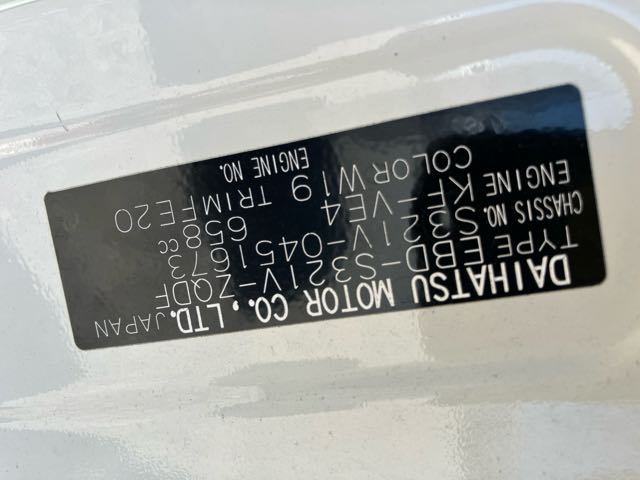 DAIHATSU MOTOR CO., LTD. JAPAN
TYPE EBD-S321V-ZQDF
CHASSIS NO. S321V-0451673
ENGINE KF-VE4 658cc
COLOR W19 TRIM FE20
ENGINE NO.